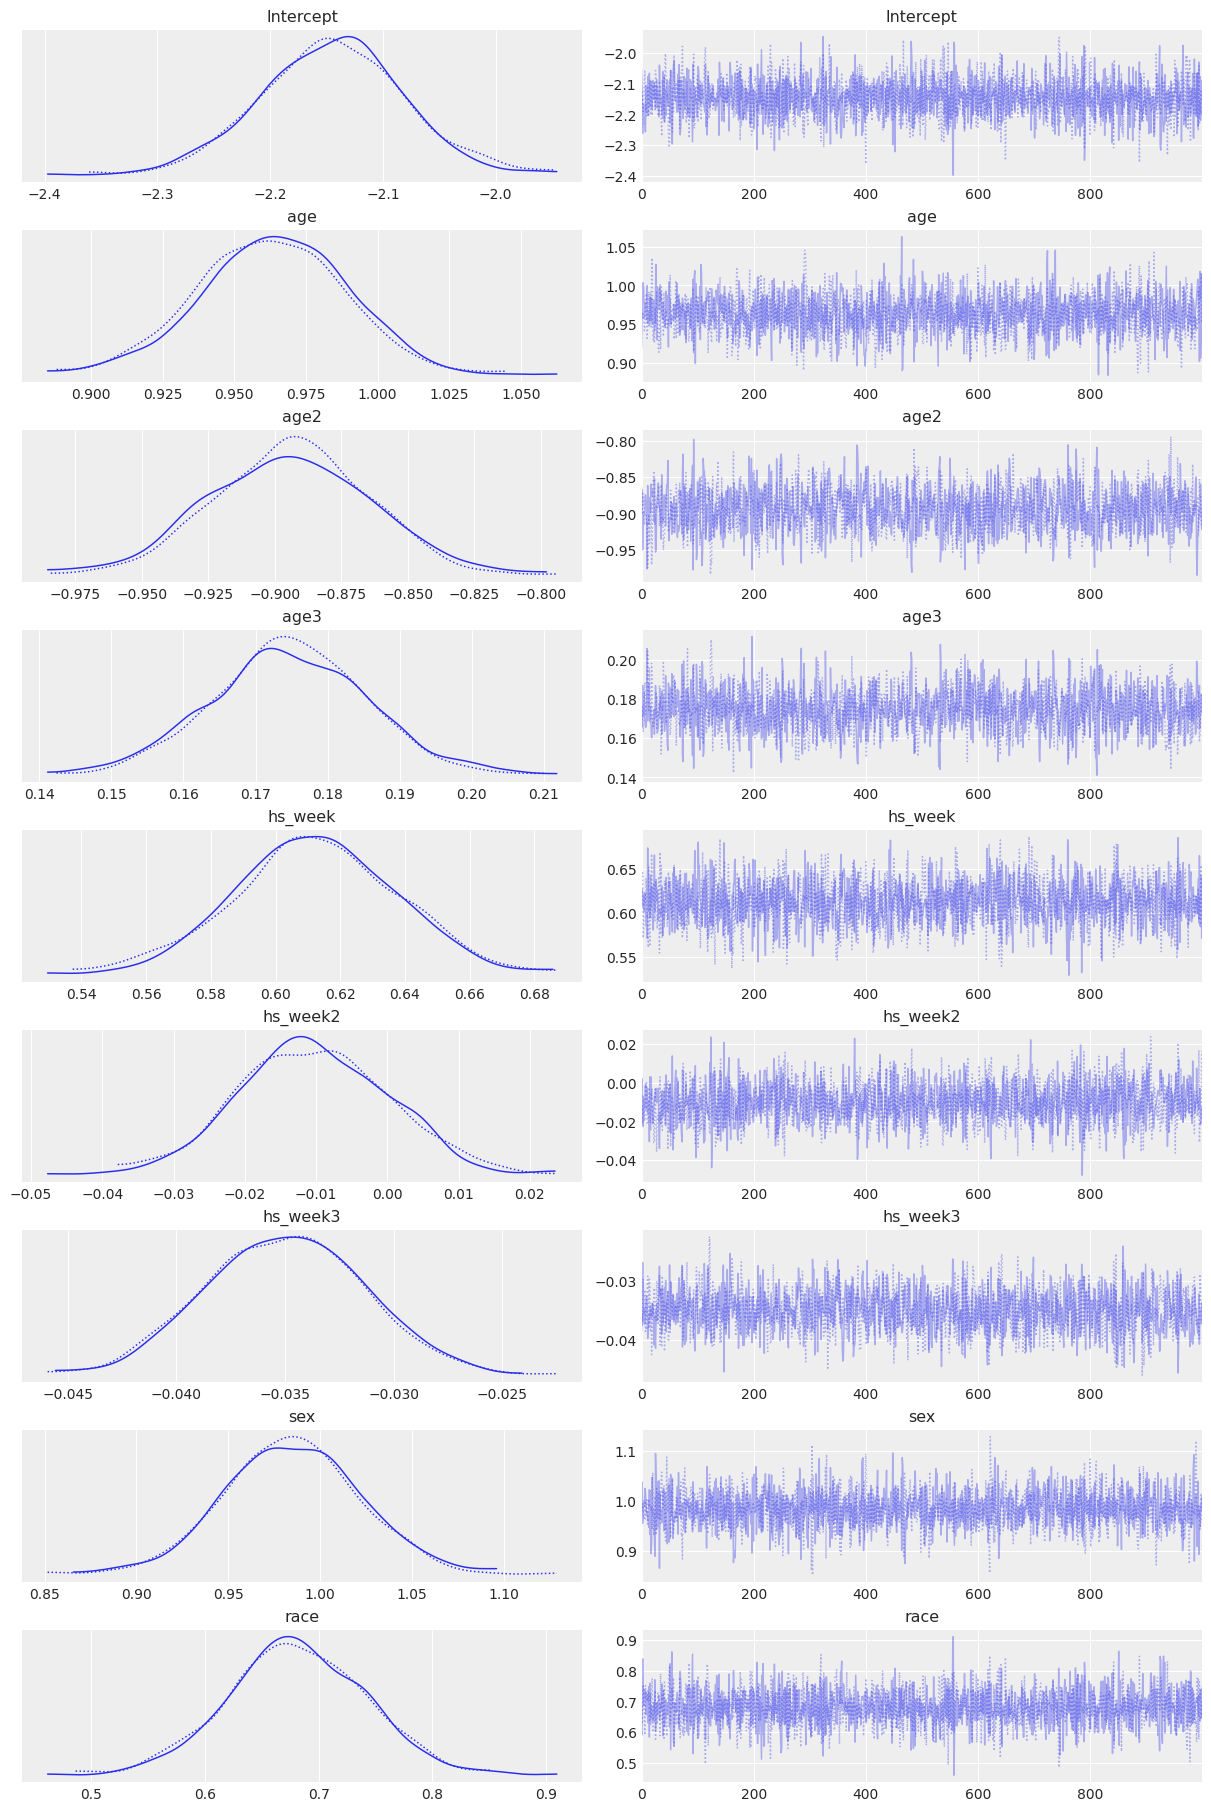 Intercept Intercept
−2.0
−2.1
−2.2
−2.3
−2.4
−2.4 −2.3 −2.2 −2.1 −2.0 0 200 400 600 800
age age
1.05
1.00
0.95
0.90
0.900 0.925 0.950 0.975 1.000 1.025 1.050 0 200 400 600 800
age2 age2
−0.80
−0.85
−0.90
−0.95
−0.975 −0.950 −0.925 −0.900 −0.875 −0.850 −0.825 −0.800 0 200 400 600 800
age3 age3
0.20
0.18
0.16
0.14
0.14 0.15 0.16 0.17 0.18 0.19 0.20 0.21 0 200 400 600 800
hs_week hs_week
0.65
0.60
0.55
0.54 0.56 0.58 0.60 0.62 0.64 0.66 0.68 0 200 400 600 800
hs_week2 hs_week2
0.02
0.00
−0.02
−0.04
−0.05 −0.04 −0.03 −0.02 −0.01 0.00 0.01 0.02 0 200 400 600 800
hs_week3 hs_week3
−0.03
−0.04
−0.045 −0.040 −0.035 −0.030 −0.025 0 200 400 600 800
sex sex
1.1
1.0
0.9
0.85 0.90 0.95 1.00 1.05 1.10 0 200 400 600 800
race race
0.9
0.8
0.7
0.6
0.5
0.5 0.6 0.7 0.8 0.9 0 200 400 600 800